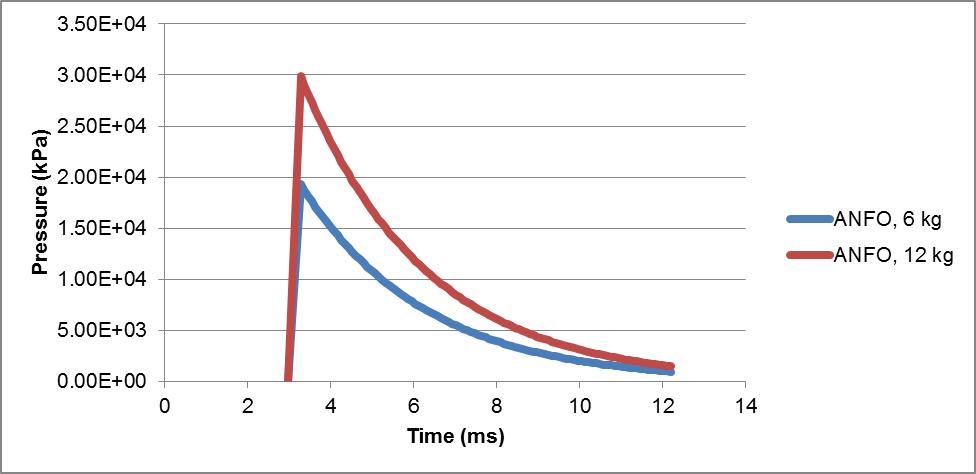 3.50E+04
3.00E+04
2.50E+04
2.00E+04
1.50E+04
1.00E+04
5.00E+03
0.00E+00
Pressure (kPa)
0 2 4 6 8 10 12 14
Time (ms)
ANFO, 6 kg
ANFO, 12 kg